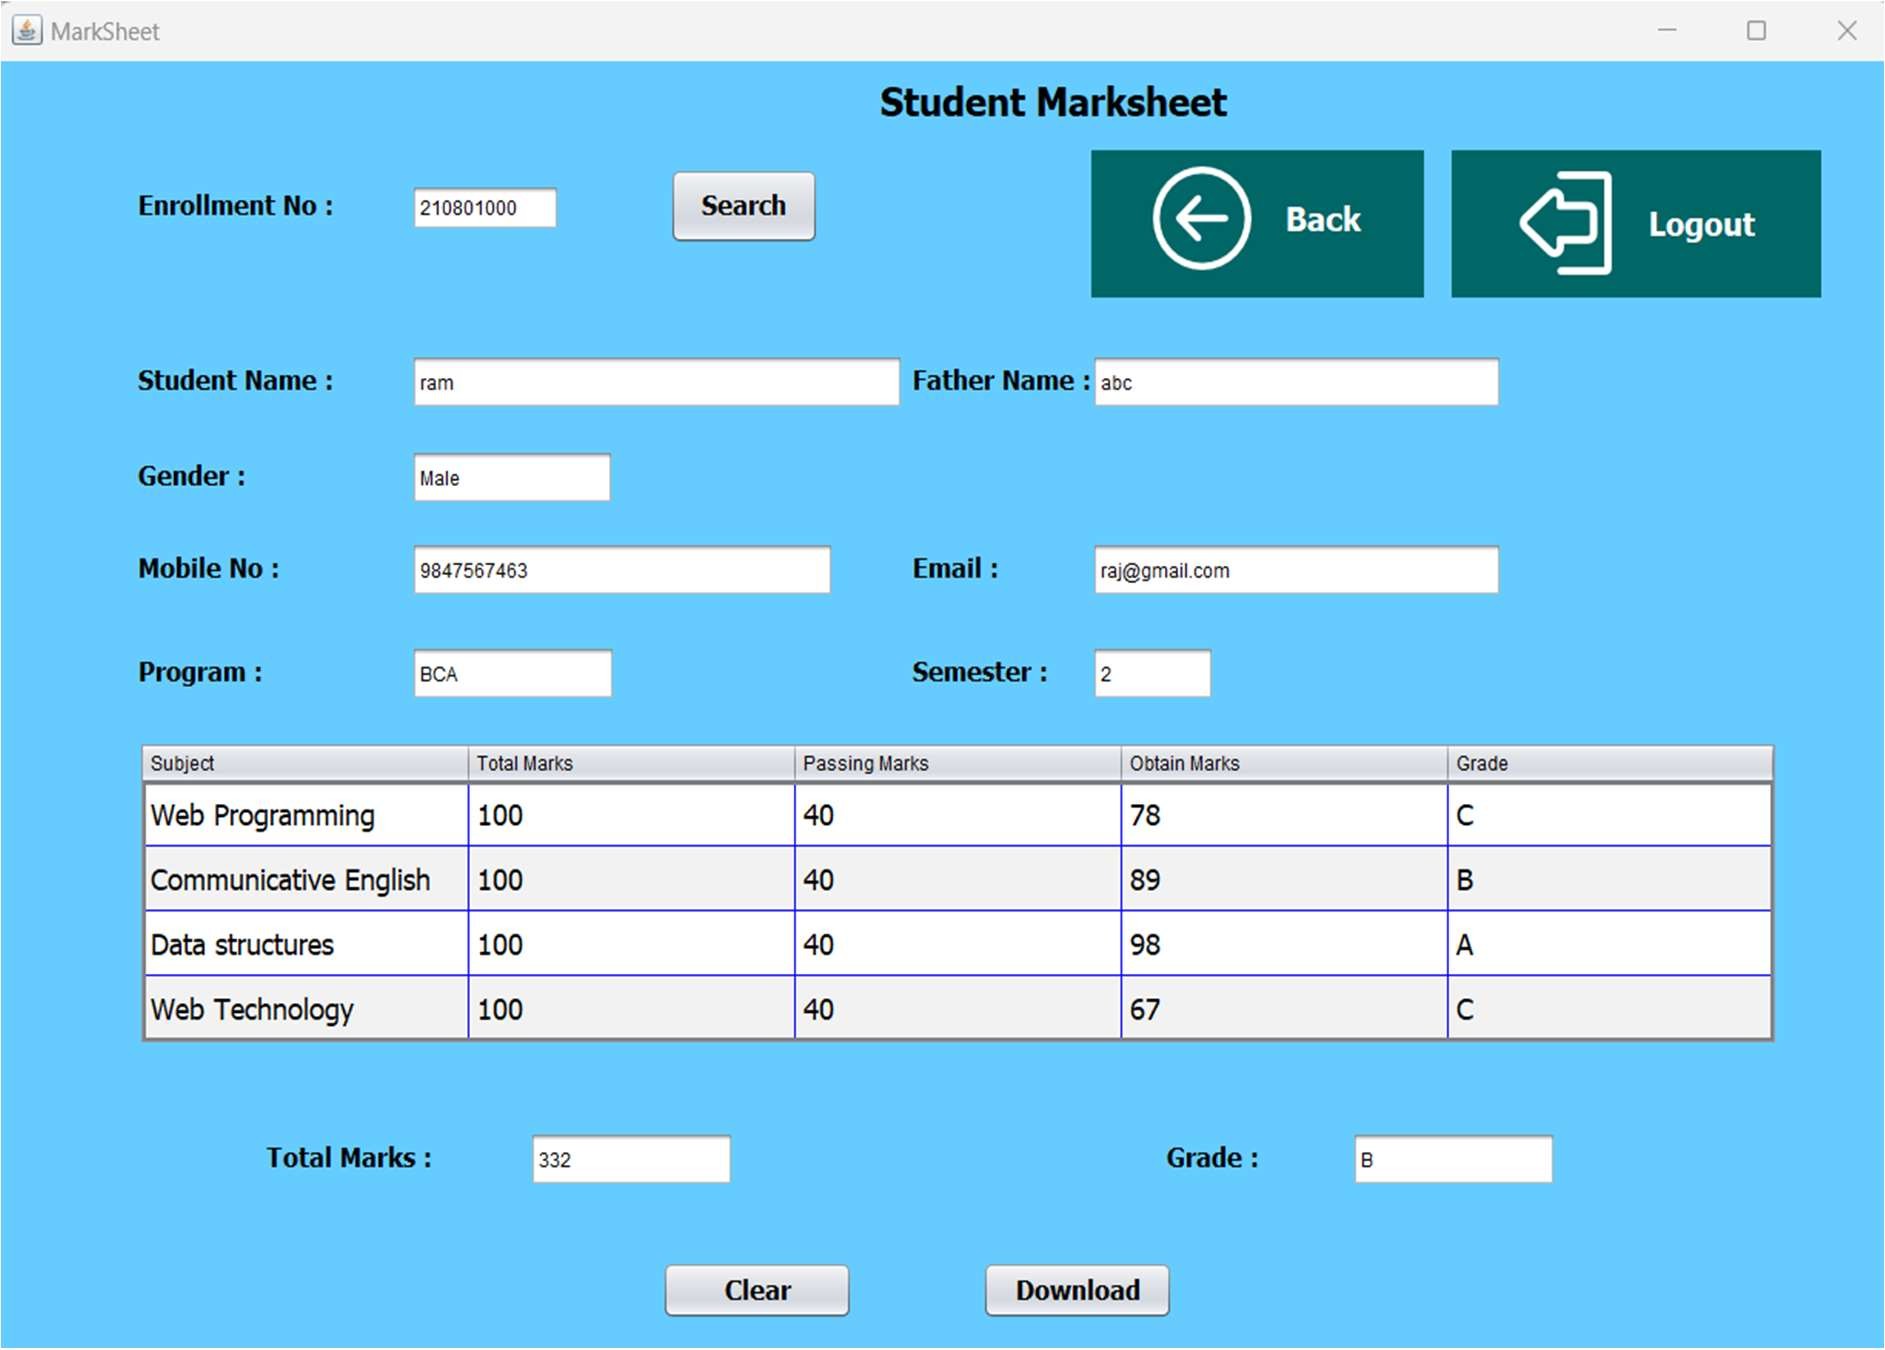 MarkSheet
Student Marksheet
Enrollment No : 210801000 Search Back Logout
Student Name : ram Father Name : abc
Gender : Male
Mobile No : 9847567463 Email : raj@gmail.com
Program : BCA Semester : 2
Subject Total Marks Passing Marks Obtain Marks Grade
Web Programming 100 40 78 C
Communicative English 100 40 89 B
Data structures 100 40 98 A
Web Technology 100 40 67 C
Total Marks : 332 Grade : B
Clear Download